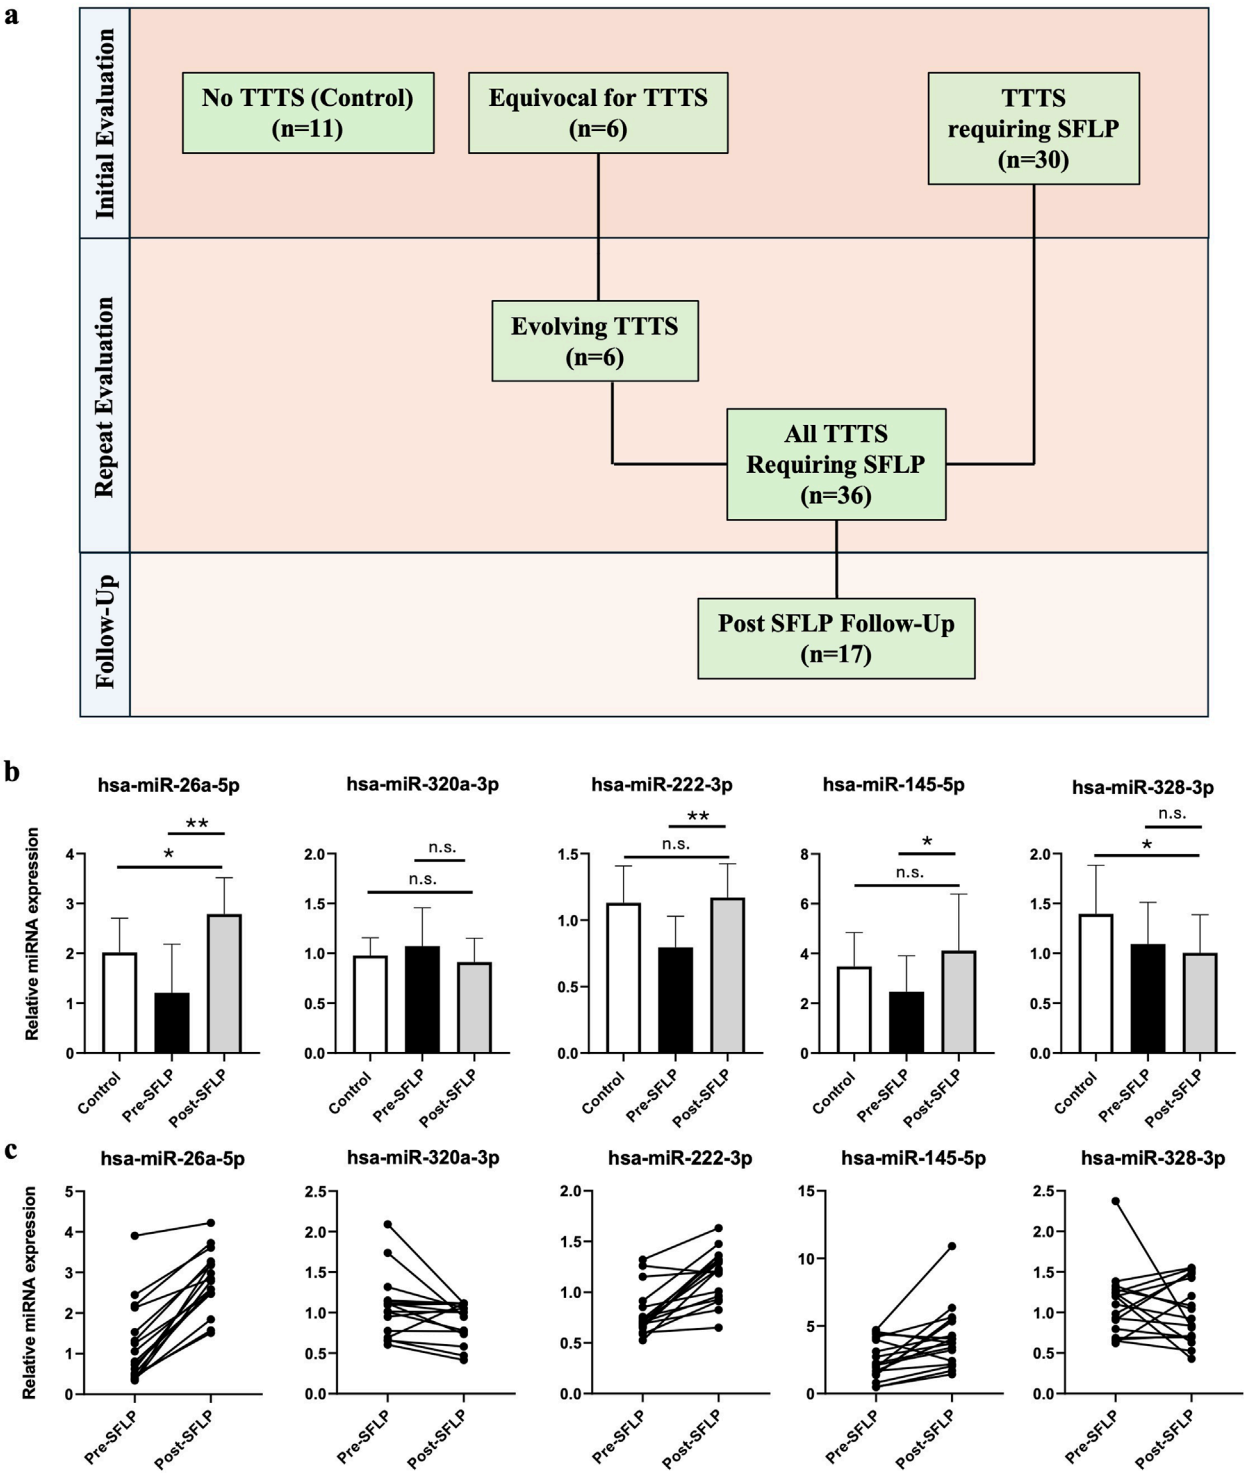 a
Initial Evaluation
No TTTS (Control)
(n=11)
Equivocal for TTTS
(n=6)
TTTS
requiring SFLP
(n=30)
Repeat Evaluation
Evolving TTTS
(n=6)
All TTTS
Requiring SFLP
(n=36)
Follow-Up
Post SFLP Follow-Up
(n=17)
b
hsa-miR-26a-5p
Relative miRNA expression
4
3
2
1
0
**
*
Control
Pre-SFLP
Post-SFLP
hsa-miR-320a-3p
2.0
1.5
1.0
0.5
0.0
n.s.
n.s.
Control
Pre-SFLP
Post-SFLP
hsa-miR-222-3p
1.5
1.0
0.5
0.0
**
n.s.
Control
Pre-SFLP
Post-SFLP
hsa-miR-145-5p
8
6
4
2
0
*
n.s.
Control
Pre-SFLP
Post-SFLP
hsa-miR-328-3p
2.0
1.5
1.0
0.5
0.0
n.s.
*
Control
Pre-SFLP
Post-SFLP
c
hsa-miR-26a-5p
Relative miRNA expression
5
4
3
2
1
0
Pre-SFLP
Post-SFLP
hsa-miR-320a-3p
2.5
2.0
1.5
1.0
0.5
0.0
Pre-SFLP
Post-SFLP
hsa-miR-222-3p
2.0
1.5
1.0
0.5
0.0
Pre-SFLP
Post-SFLP
hsa-miR-145-5p
15
10
5
0
Pre-SFLP
Post-SFLP
hsa-miR-328-3p
2.5
2.0
1.5
1.0
0.5
0.0
Pre-SFLP
Post-SFLP